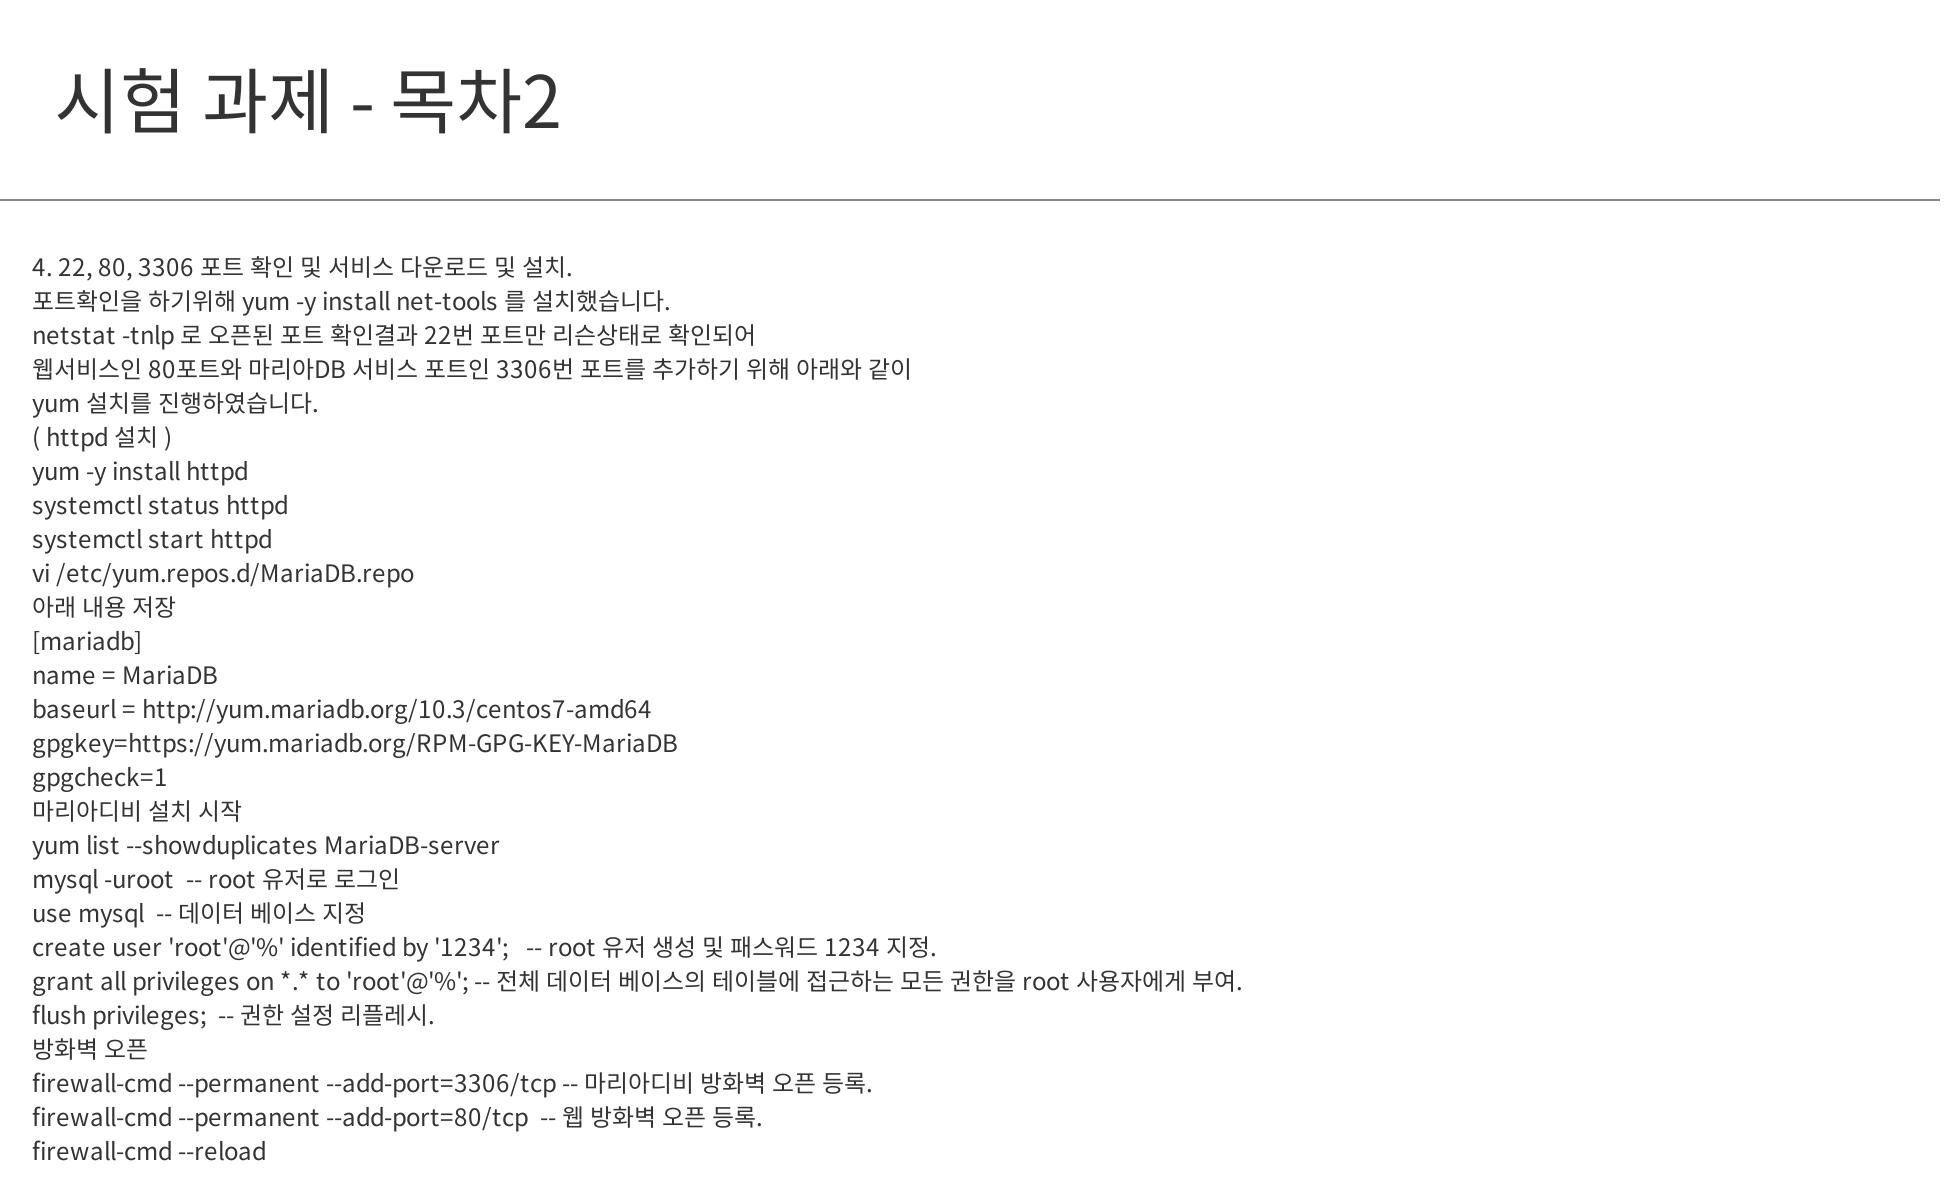 시험 과제 - 목차2
4. 22, 80, 3306 포트 확인 및 서비스 다운로드 및 설치.
포트확인을 하기위해 yum -y install net-tools 를 설치했습니다.
netstat -tnlp 로 오픈된 포트 확인결과 22번 포트만 리슨상태로 확인되어
웹서비스인 80포트와 마리아DB 서비스 포트인 3306번 포트를 추가하기 위해 아래와 같이
yum 설치를 진행하였습니다.
( httpd 설치 )
yum -y install httpd
systemctl status httpd
systemctl start httpd
vi /etc/yum.repos.d/MariaDB.repo
아래 내용 저장
[mariadb]
name = MariaDB
baseurl = http://yum.mariadb.org/10.3/centos7-amd64
gpgkey=https://yum.mariadb.org/RPM-GPG-KEY-MariaDB
gpgcheck=1
마리아디비 설치 시작
yum list --showduplicates MariaDB-server
mysql -uroot  -- root 유저로 로그인
use mysql  -- 데이터 베이스 지정
create user 'root'@'%' identified by '1234';   -- root 유저 생성 및 패스워드 1234 지정.
grant all privileges on *.* to 'root'@'%'; -- 전체 데이터 베이스의 테이블에 접근하는 모든 권한을 root 사용자에게 부여.
flush privileges;  -- 권한 설정 리플레시.
방화벽 오픈
firewall-cmd --permanent --add-port=3306/tcp -- 마리아디비 방화벽 오픈 등록.
firewall-cmd --permanent --add-port=80/tcp  -- 웹 방화벽 오픈 등록.
firewall-cmd --reload